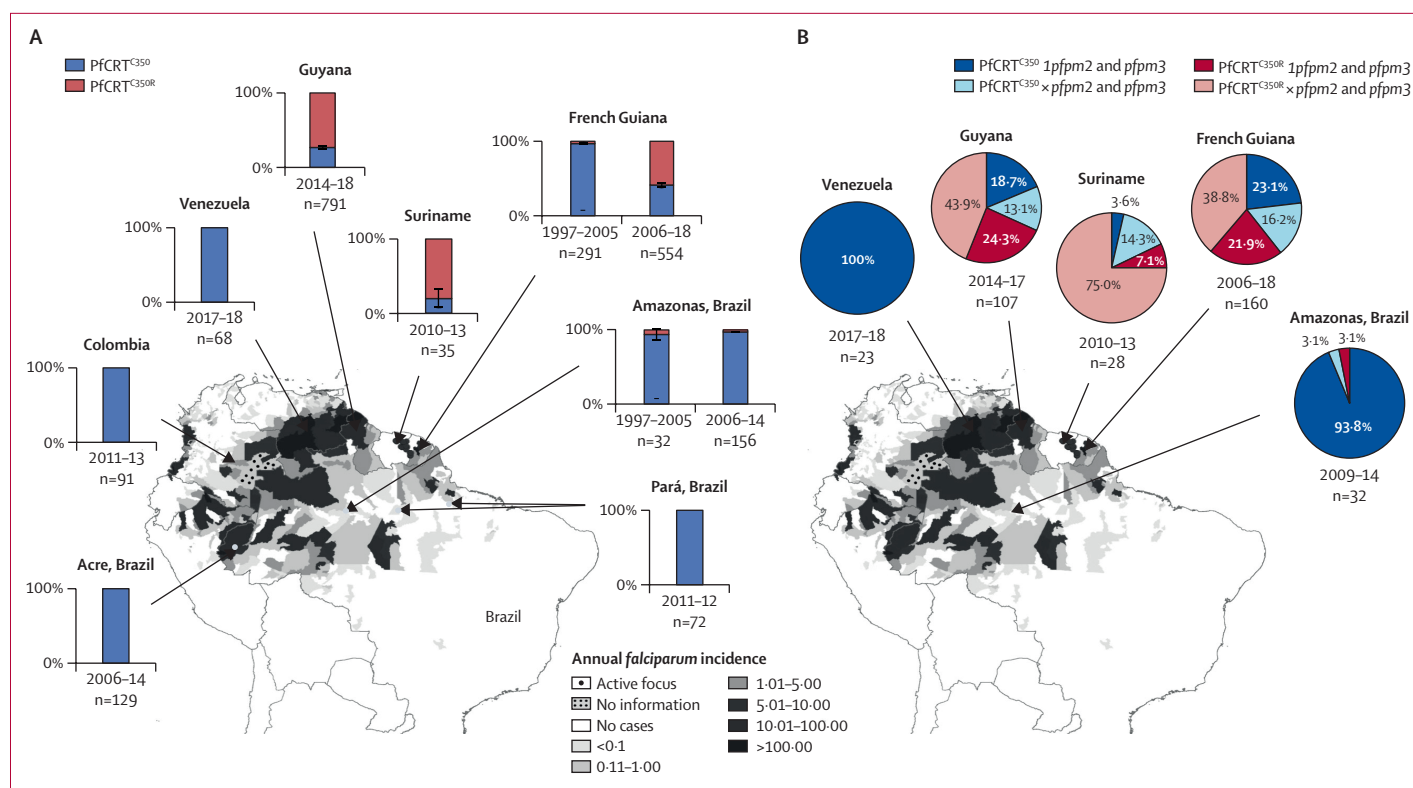 A
PfCRT^C350
PfCRT^C350R
Guyana
100%
0%
2014–18
n=791
Venezuela
100%
0%
2017–18
n=68
Suriname
100%
0%
2010–13
n=35
French Guiana
100%
0%
1997–2005
n=291
2006–18
n=554
Colombia
100%
0%
2011–13
n=91
Amazonas, Brazil
100%
0%
1997–2005
n=32
2006–14
n=156
Pará, Brazil
100%
0%
2011–12
n=72
Acre, Brazil
100%
0%
2006–14
n=129
Brazil
Annual falciparum incidence
Active focus
No information
No cases
<0·1
0·11–1·00
1·01–5·00
5·01–10·00
10·01–100·00
>100·00
B
PfCRT^C350 1pfpm2 and pfpm3
PfCRT^C350 × pfpm2 and pfpm3
PfCRT^C350R 1pfpm2 and pfpm3
PfCRT^C350R × pfpm2 and pfpm3
Venezuela
100%
2017–18
n=23
Guyana
18·7%
13·1%
24·3%
43·9%
2014–17
n=107
Suriname
3·6%
14·3%
7·1%
75·0%
2010–13
n=28
French Guiana
23·1%
16·2%
21·9%
38·8%
2006–18
n=160
Amazonas, Brazil
3·1%
3·1%
93·8%
2009–14
n=32